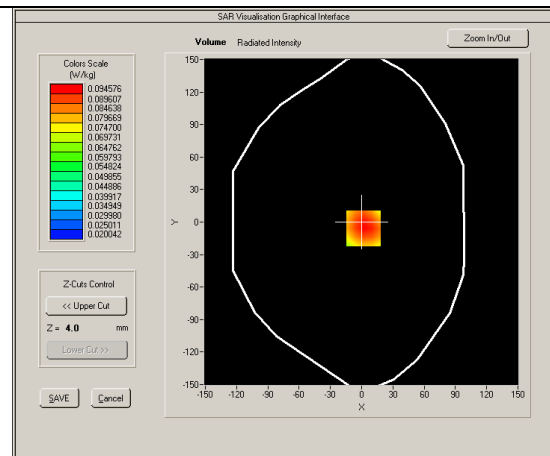 SAR Visualisation Graphical Interface
Volume Radiated Intensity
Zoom In/Out
Colors Scale
(W/kg)
0.094576
0.089607
0.084638
0.079669
0.074700
0.069731
0.064762
0.059793
0.054824
0.049855
0.044886
0.039917
0.034949
0.029980
0.025011
0.020042
Z-Cuts Control
<< Upper Cut
Z = 4.0 mm
Lower Cut >>
SAVE Cancel
150
120
90
60
30
0
-30
-60
-90
-120
-150
Y
-150 -120 -90 -60 -30 0 30 60 90 120 150
X